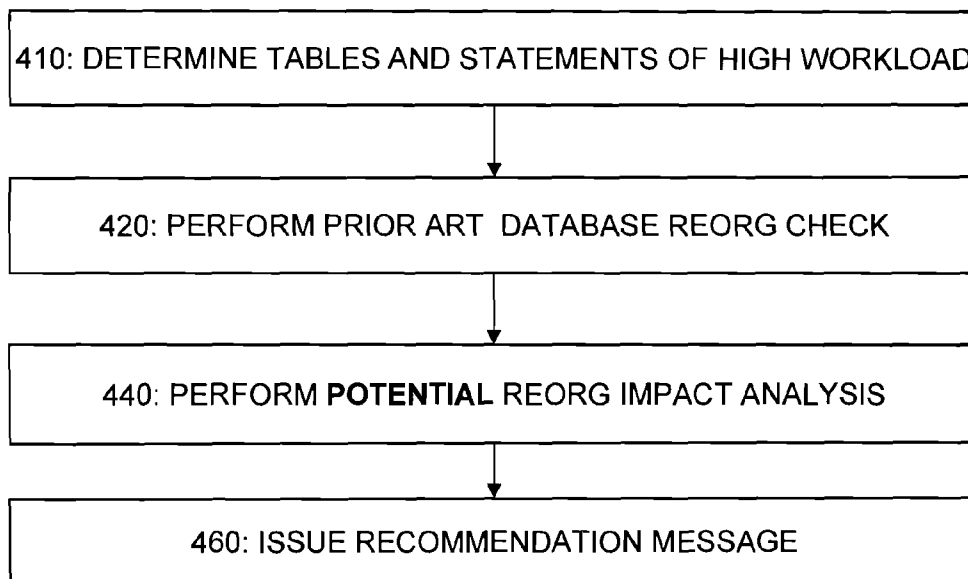 410: DETERMINE TABLES AND STATEMENTS OF HIGH WORKLOAD
420: PERFORM PRIOR ART DATABASE REORG CHECK
440: PERFORM POTENTIAL REORG IMPACT ANALYSIS
460: ISSUE RECOMMENDATION MESSAGE